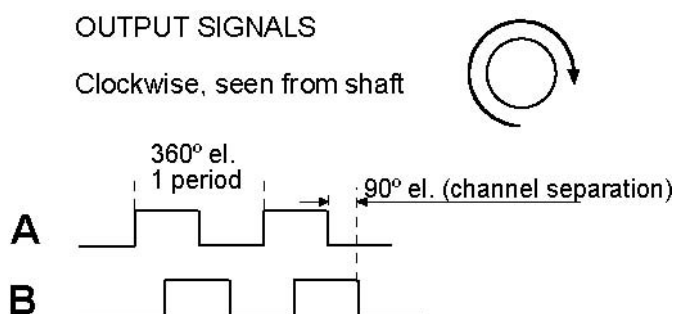 OUTPUT SIGNALS
Clockwise, seen from shaft
360º el.
1 period
90º el. (channel separation)
A
B